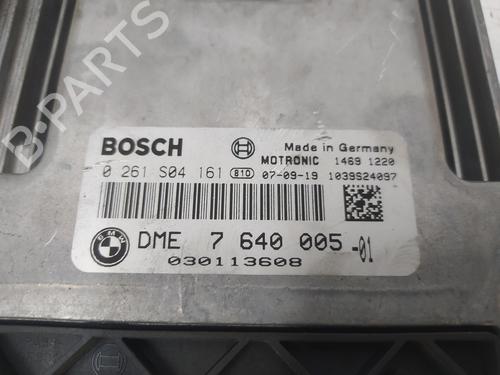 B-PARTS
BOSCH
Made in Germany
MOTRONIC 1469 1220
0 261 S04 161 810 07-09-19 1039S24097
BMW
DME 7 640 005 -01
030113608